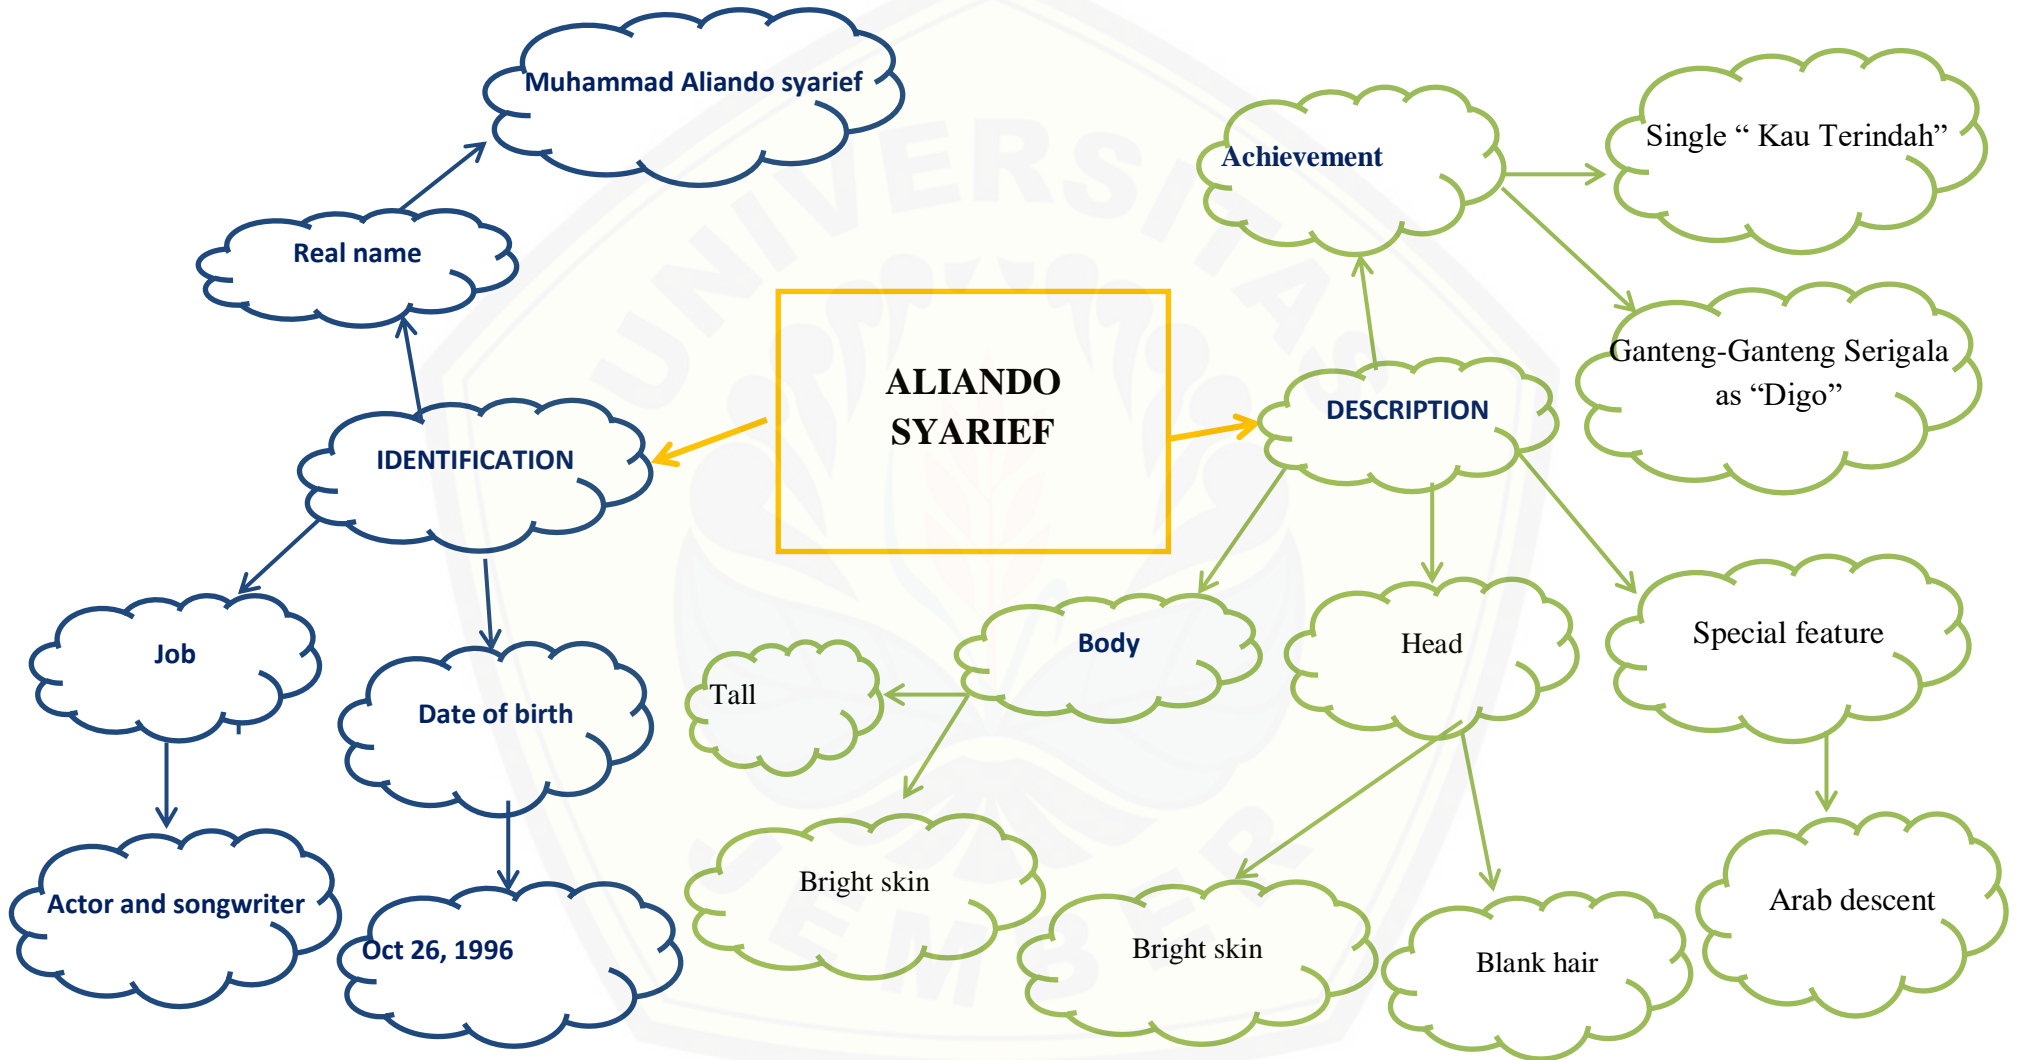 Muhammad Aliando syarief
Real name
IDENTIFICATION
Job
Date of birth
Actor and songwriter
Oct 26, 1996
ALIANDO
SYARIEF
Achievement
Single “ Kau Terindah”
Ganteng-Ganteng Serigala
as “Digo”
DESCRIPTION
Body
Head
Special feature
Tall
Bright skin
Bright skin
Blank hair
Arab descent
UNIVERSITAS
JEMBER